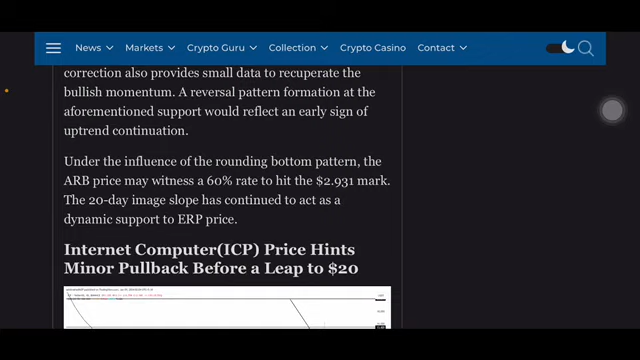 News Markets Crypto Guru Collection Crypto Casino Contact
correction also provides small data to recuperate the
bullish momentum. A reversal pattern formation at the
aforementioned support would reflect an early sign of
uptrend continuation.
Under the influence of the rounding bottom pattern, the
ARB price may witness a 60% rate to hit the $2.931 mark.
The 20-day image slope has continued to act as a
dynamic support to ERP price.
Internet Computer(ICP) Price Hints
Minor Pullback Before a Leap to $20